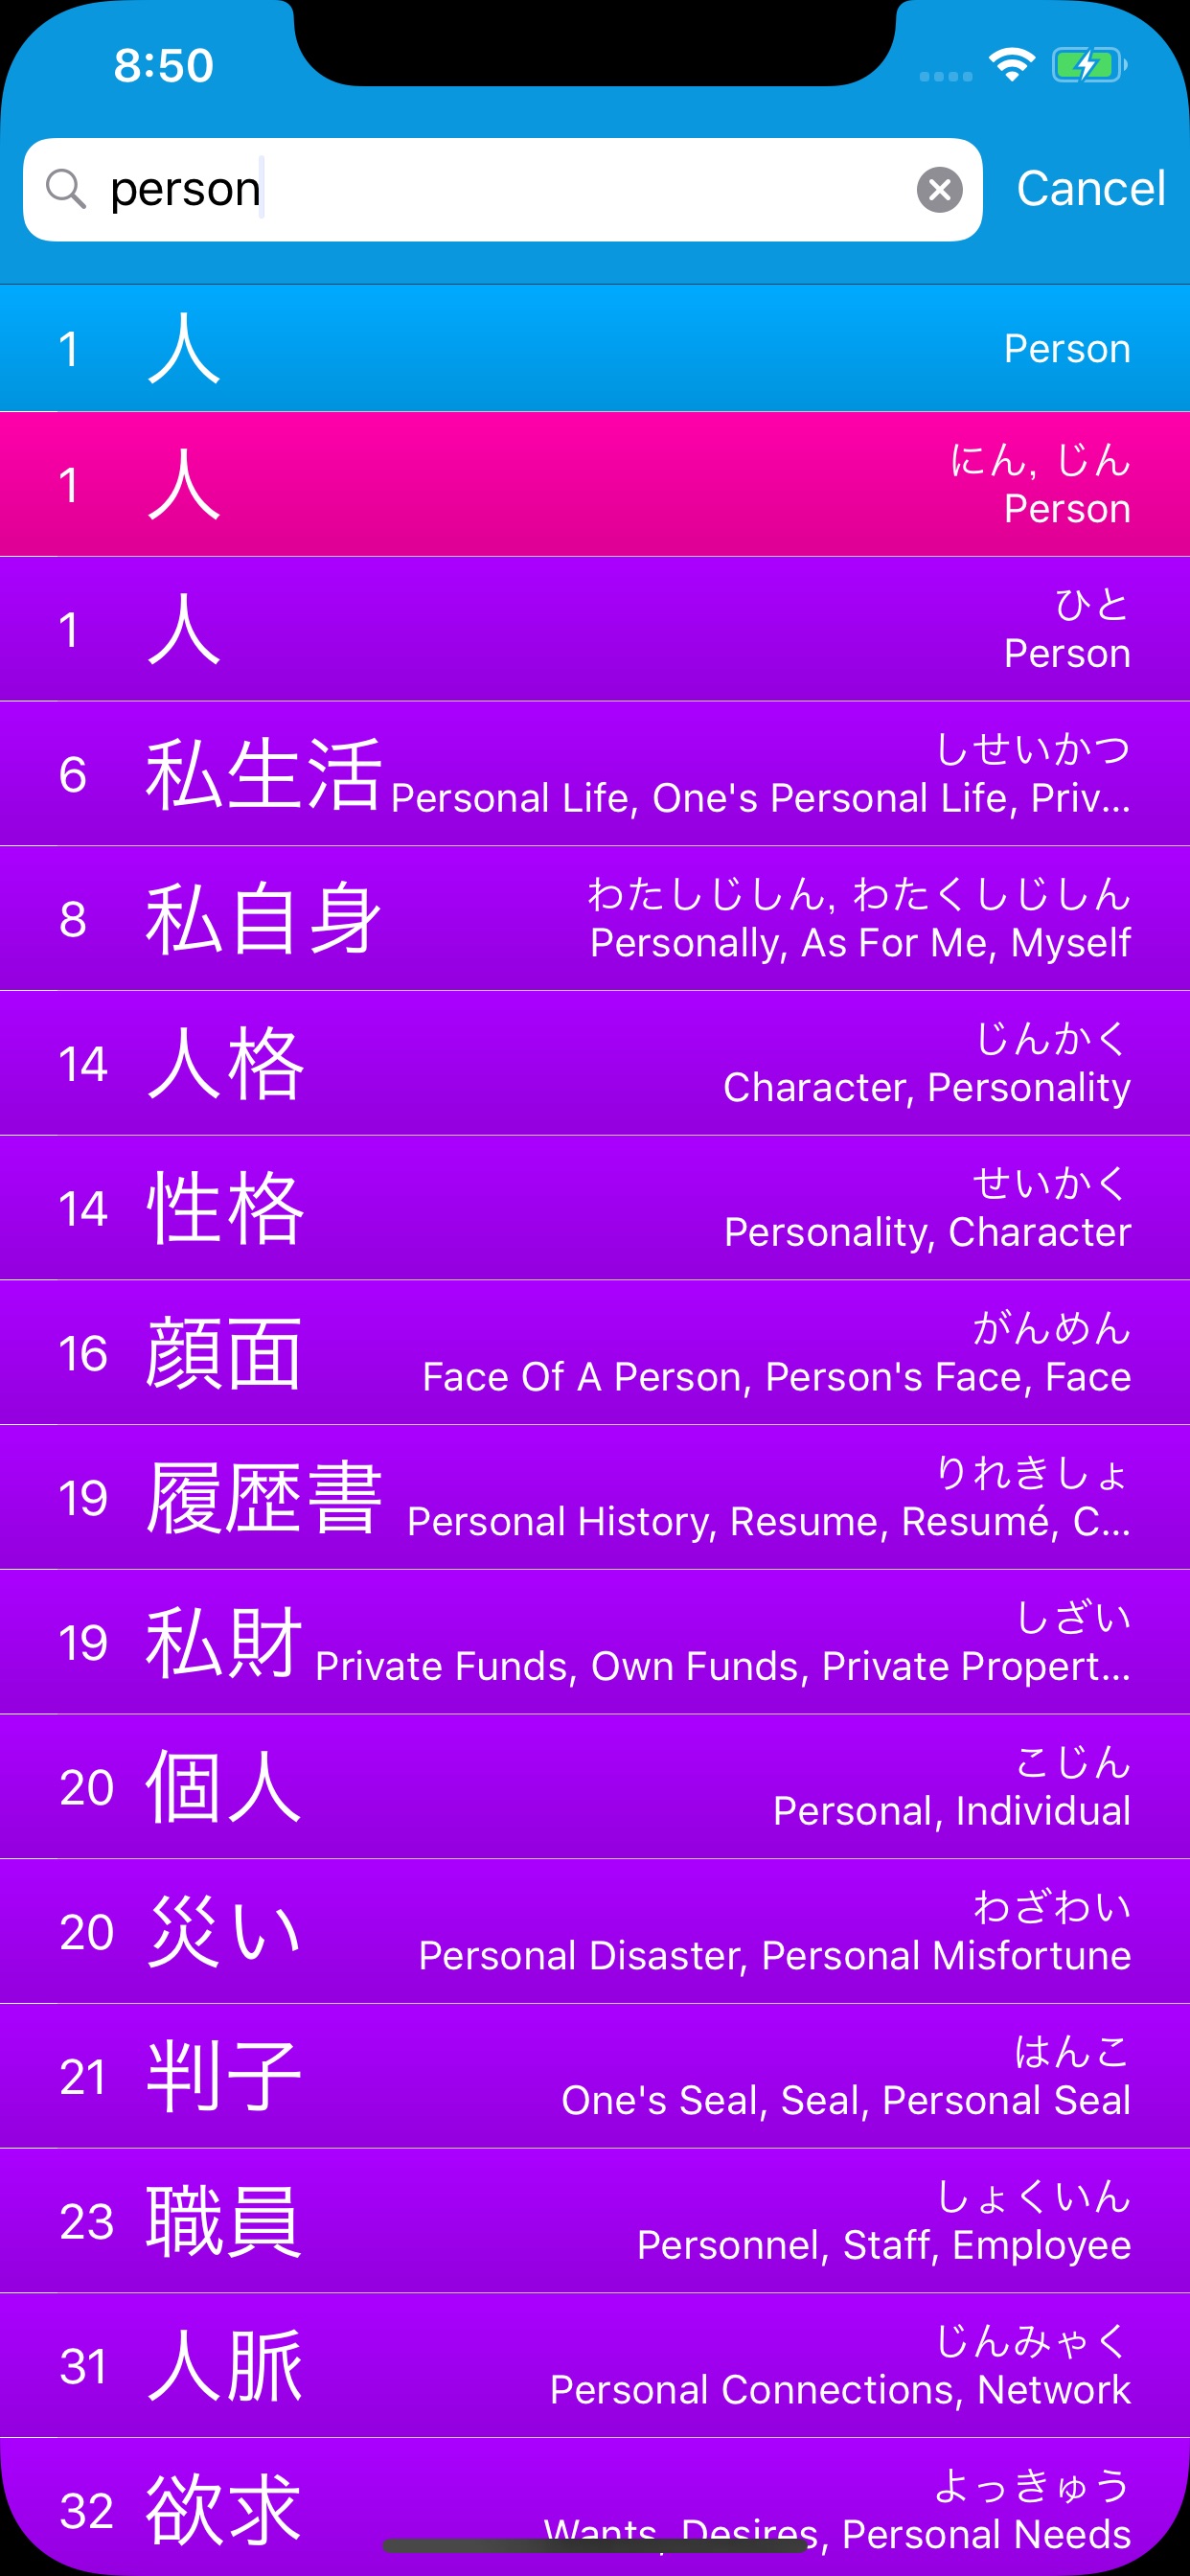 8:50
person
Cancel
1 人 Person
1 人 にん, じん
Person
1 人 ひと
Person
6 私生活 しせいかつ
Personal Life, One's Personal Life, Priv...
8 私自身 わたしじしん, わたくしじしん
Personally, As For Me, Myself
14 人格 じんかく
Character, Personality
14 性格 せいかく
Personality, Character
16 顔面 がんめん
Face Of A Person, Person's Face, Face
19 履歴書 りれきしょ
Personal History, Resume, Resumé, C...
19 私財 しざい
Private Funds, Own Funds, Private Propert...
20 個人 こじん
Personal, Individual
20 災い わざわい
Personal Disaster, Personal Misfortune
21 判子 はんこ
One's Seal, Seal, Personal Seal
23 職員 しょくいん
Personnel, Staff, Employee
31 人脈 じんみゃく
Personal Connections, Network
32 欲求 よっきゅう
Wants, Desires, Personal Needs